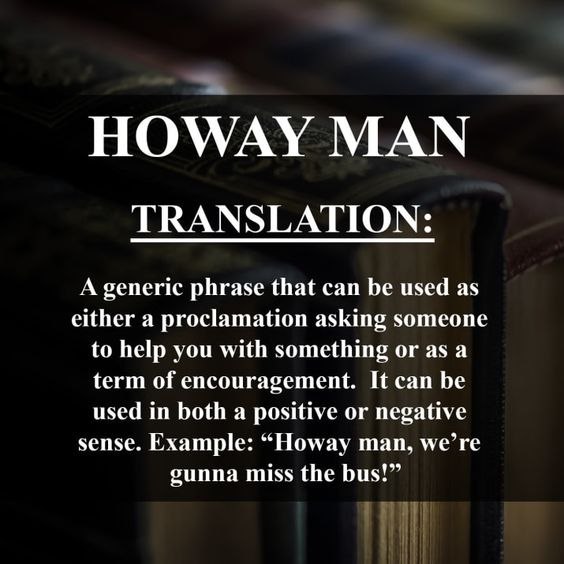 HOWAY MAN
TRANSLATION:
A generic phrase that can be used as
either a proclamation asking someone
to help you with something or as a
term of encouragement.  It can be
used in both a positive or negative
sense. Example: “Howay man, we’re
gunna miss the bus!”